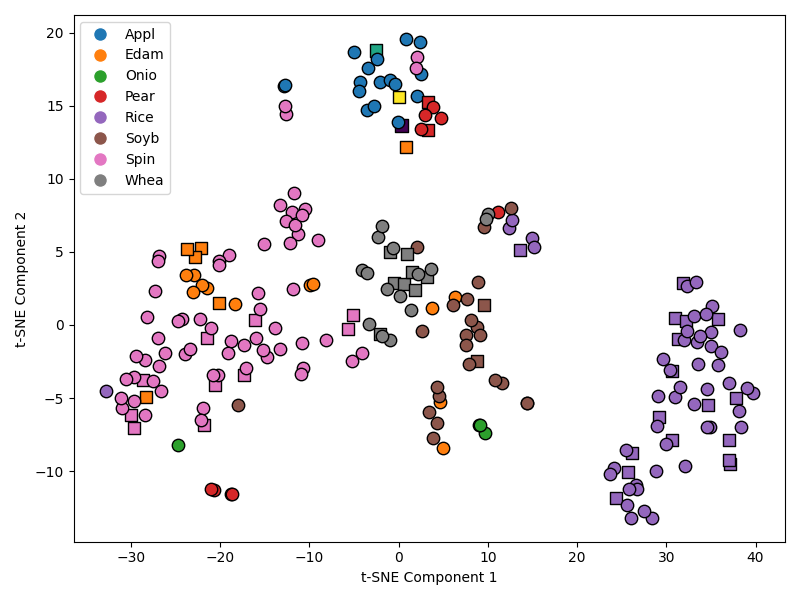 Appl
Edam
Onio
Pear
Rice
Soyb
Spin
Whea
20
15
10
5
0
−5
−10
t-SNE Component 2
−30 −20 −10 0 10 20 30 40
t-SNE Component 1